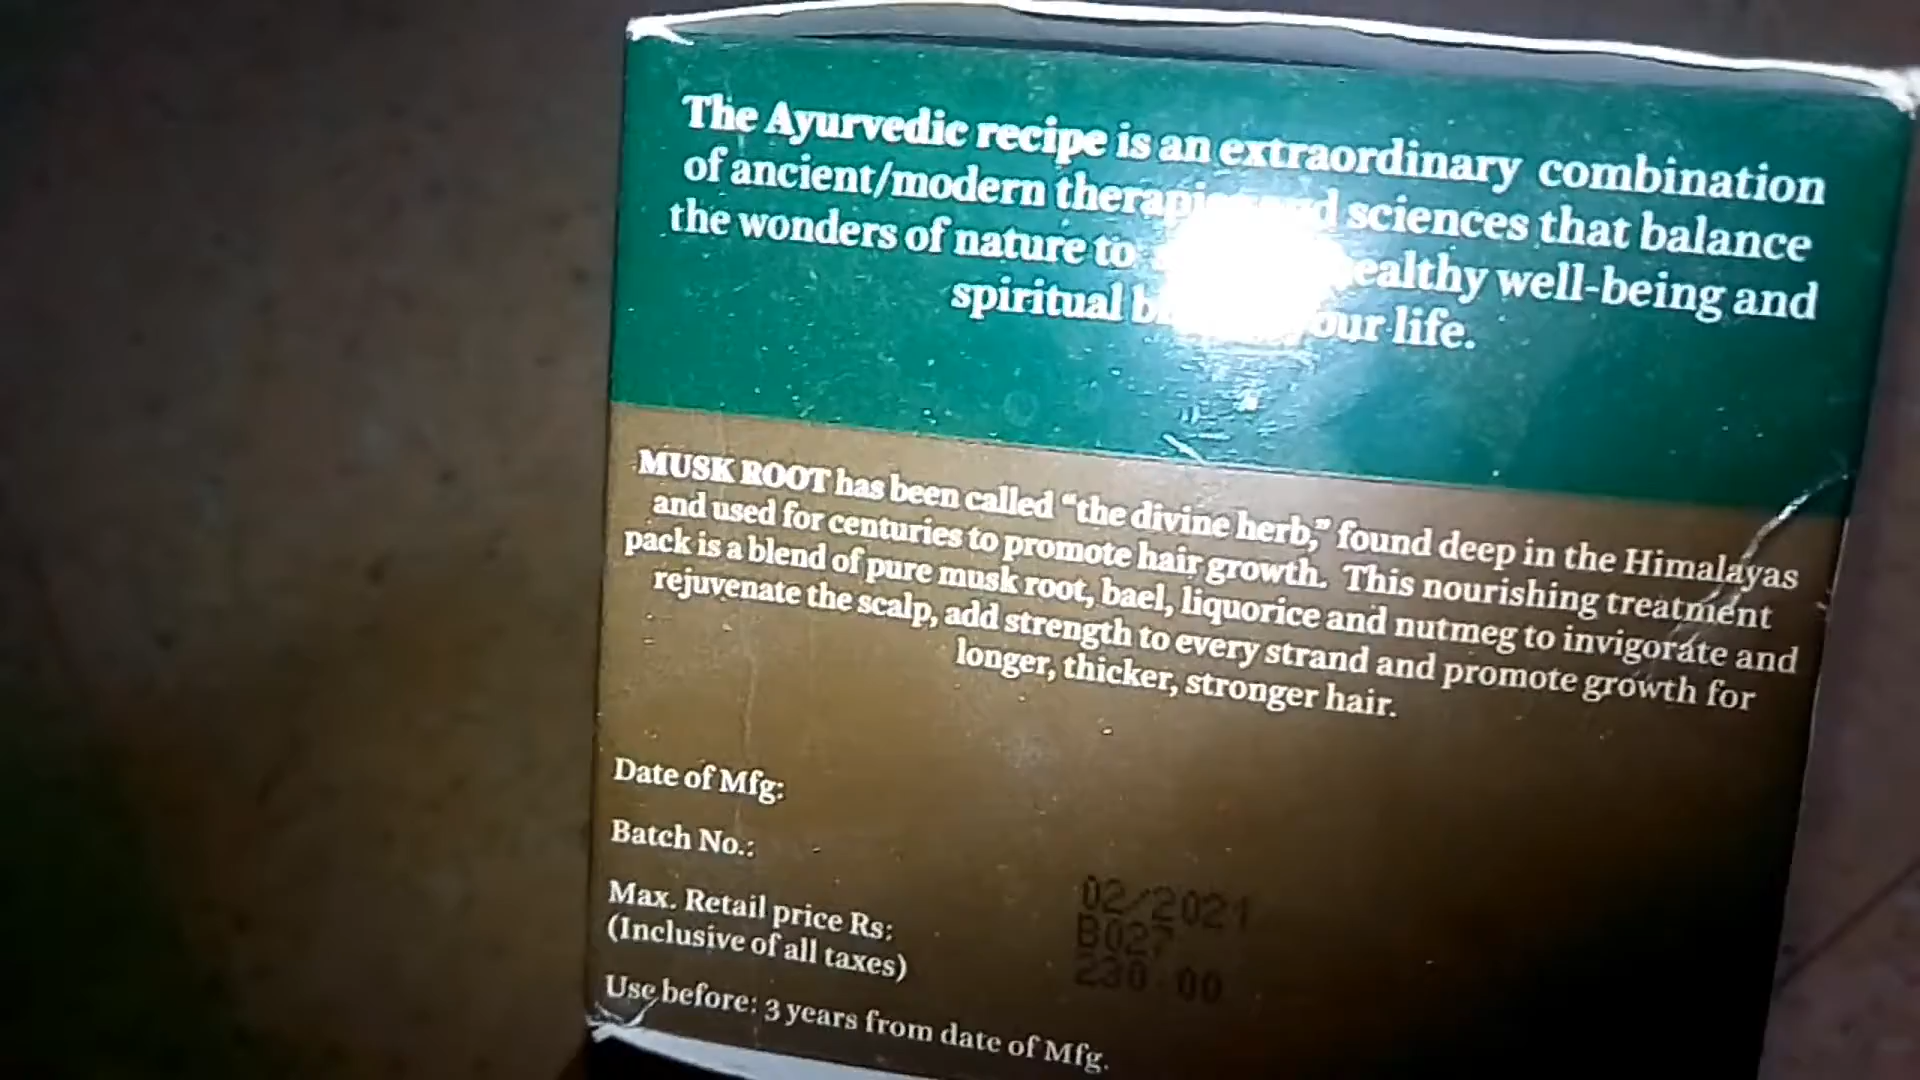 The Ayurvedic recipe is an extraordinary combination
of ancient/modern sciences that balance
the wonders of nature to well-being and
spiritual life.
MUSK ROOT has been called “the divine herb,” found deep in the Himalayas
and used for centuries to promote hair growth. This nourishing treatment
pack is a blend of pure musk root, bael, liquorice and nutmeg to invigorate and
rejuvenate the scalp, add strength to every strand and promote growth for
longer, thicker, stronger hair.
Date of Mfg:
Batch No.:
Max. Retail price Rs:
(Inclusive of all taxes)
02/2021
230.00
Use before: 3 years from date of Mfg.